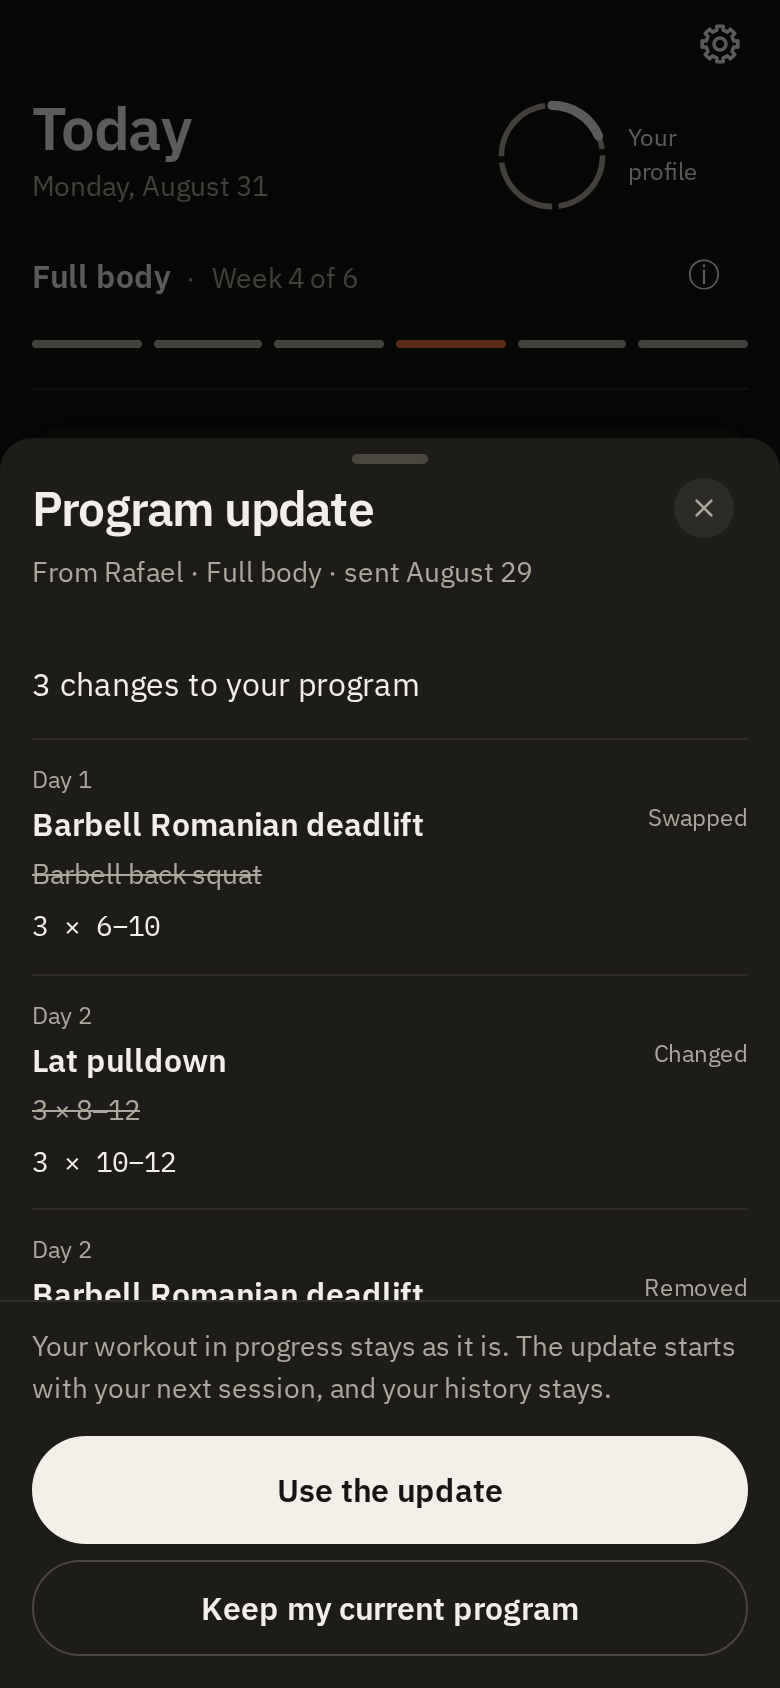 Today
Monday, August 31
Your
profile
Full body · Week 4 of 6
Program update
From Rafael · Full body · sent August 29
3 changes to your program
Day 1
Barbell Romanian deadlift
Swapped
Barbell back squat
3 × 6–10
Day 2
Lat pulldown
Changed
3 × 8–12
3 × 10–12
Day 2
Barbell Romanian deadlift
Removed
Your workout in progress stays as it is. The update starts
with your next session, and your history stays.
Use the update
Keep my current program